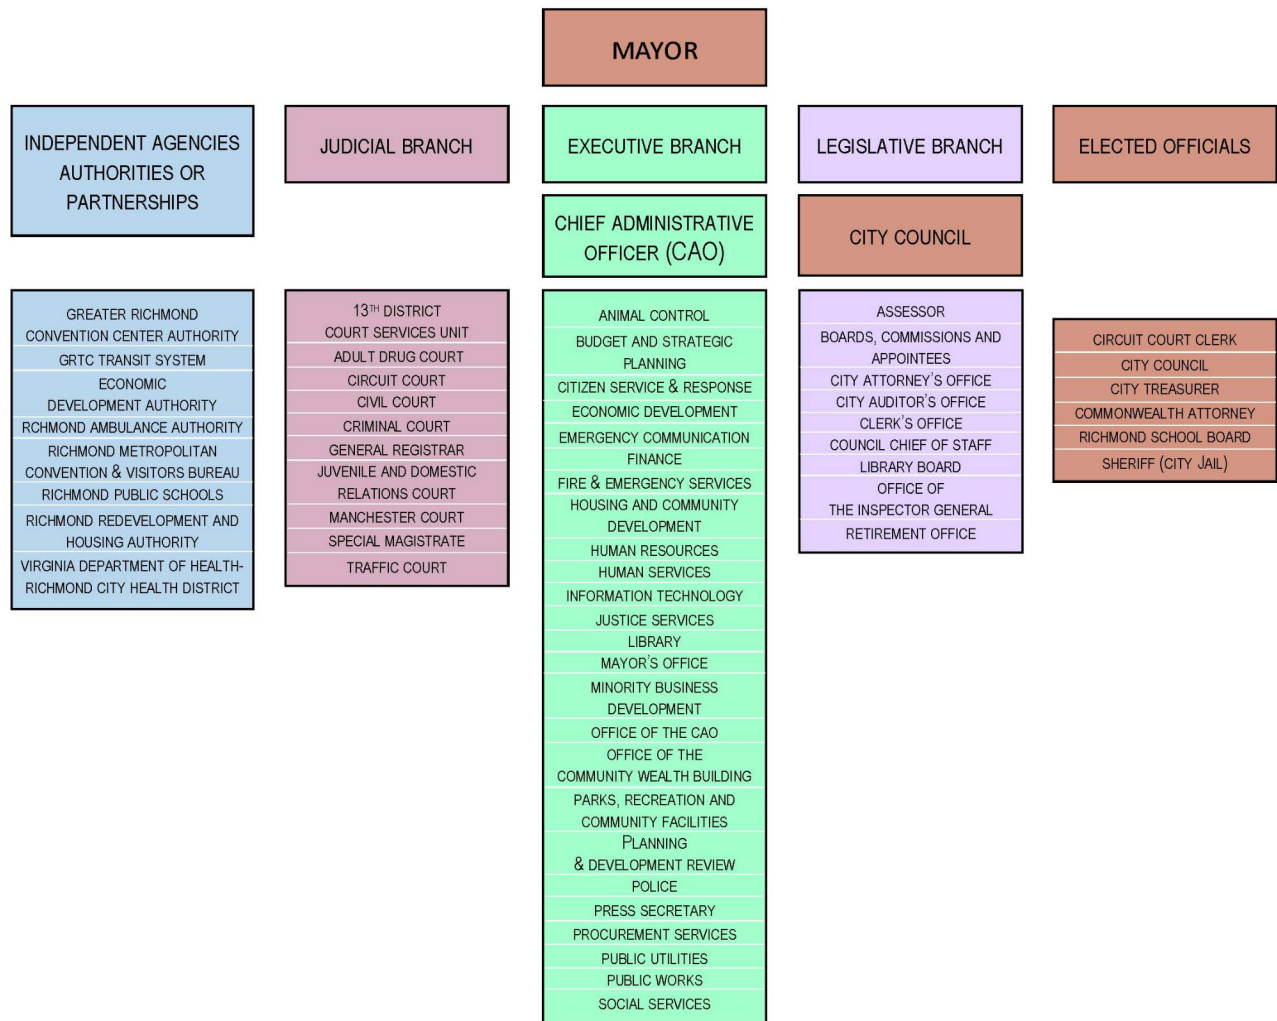 MAYOR
INDEPENDENT AGENCIES
AUTHORITIES OR
PARTNERSHIPS
JUDICIAL BRANCH
EXECUTIVE BRANCH
LEGISLATIVE BRANCH
ELECTED OFFICIALS
CHIEF ADMINISTRATIVE
OFFICER (CAO)
CITY COUNCIL
GREATER RICHMOND
CONVENTION CENTER AUTHORITY
GRTC TRANSIT SYSTEM
ECONOMIC
DEVELOPMENT AUTHORITY
RCHMOND AMBULANCE AUTHORITY
RICHMOND METROPOLITAN
CONVENTION & VISITORS BUREAU
RICHMOND PUBLIC SCHOOLS
RICHMOND REDEVELOPMENT AND
HOUSING AUTHORITY
VIRGINIA DEPARTMENT OF HEALTH-
RICHMOND CITY HEALTH DISTRICT
13TH DISTRICT
COURT SERVICES UNIT
ADULT DRUG COURT
CIRCUIT COURT
CIVIL COURT
CRIMINAL COURT
GENERAL REGISTRAR
JUVENILE AND DOMESTIC
RELATIONS COURT
MANCHESTER COURT
SPECIAL MAGISTRATE
TRAFFIC COURT
ANIMAL CONTROL
BUDGET AND STRATEGIC
PLANNING
CITIZEN SERVICE & RESPONSE
ECONOMIC DEVELOPMENT
EMERGENCY COMMUNICATION
FINANCE
FIRE & EMERGENCY SERVICES
HOUSING AND COMMUNITY
DEVELOPMENT
HUMAN RESOURCES
HUMAN SERVICES
INFORMATION TECHNOLOGY
JUSTICE SERVICES
LIBRARY
MAYOR'S OFFICE
MINORITY BUSINESS
DEVELOPMENT
OFFICE OF THE CAO
OFFICE OF THE
COMMUNITY WEALTH BUILDING
PARKS, RECREATION AND
COMMUNITY FACILITIES
PLANNING
& DEVELOPMENT REVIEW
POLICE
PRESS SECRETARY
PROCUREMENT SERVICES
PUBLIC UTILITIES
PUBLIC WORKS
SOCIAL SERVICES
ASSESSOR
BOARDS, COMMISSIONS AND
APPOINTEES
CITY ATTORNEY'S OFFICE
CITY AUDITOR'S OFFICE
CLERK'S OFFICE
COUNCIL CHIEF OF STAFF
LIBRARY BOARD
OFFICE OF
THE INSPECTOR GENERAL
RETIREMENT OFFICE
CIRCUIT COURT CLERK
CITY COUNCIL
CITY TREASURER
COMMONWEALTH ATTORNEY
RICHMOND SCHOOL BOARD
SHERIFF (CITY JAIL)